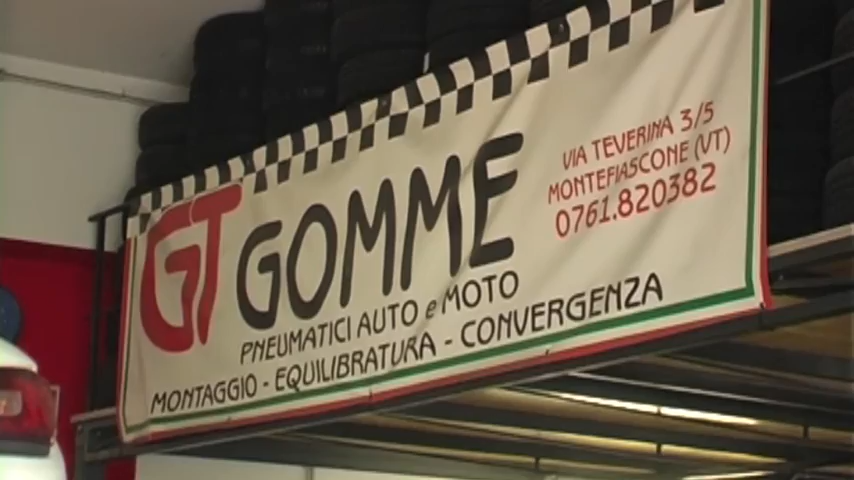 GT GOMME
PNEUMATICI AUTO e MOTO
MONTAGGIO - EQUILIBRATURA - CONVERGENZA
VIA TEVERINA 3/5
MONTEFIASCONE (VT)
0761.820382